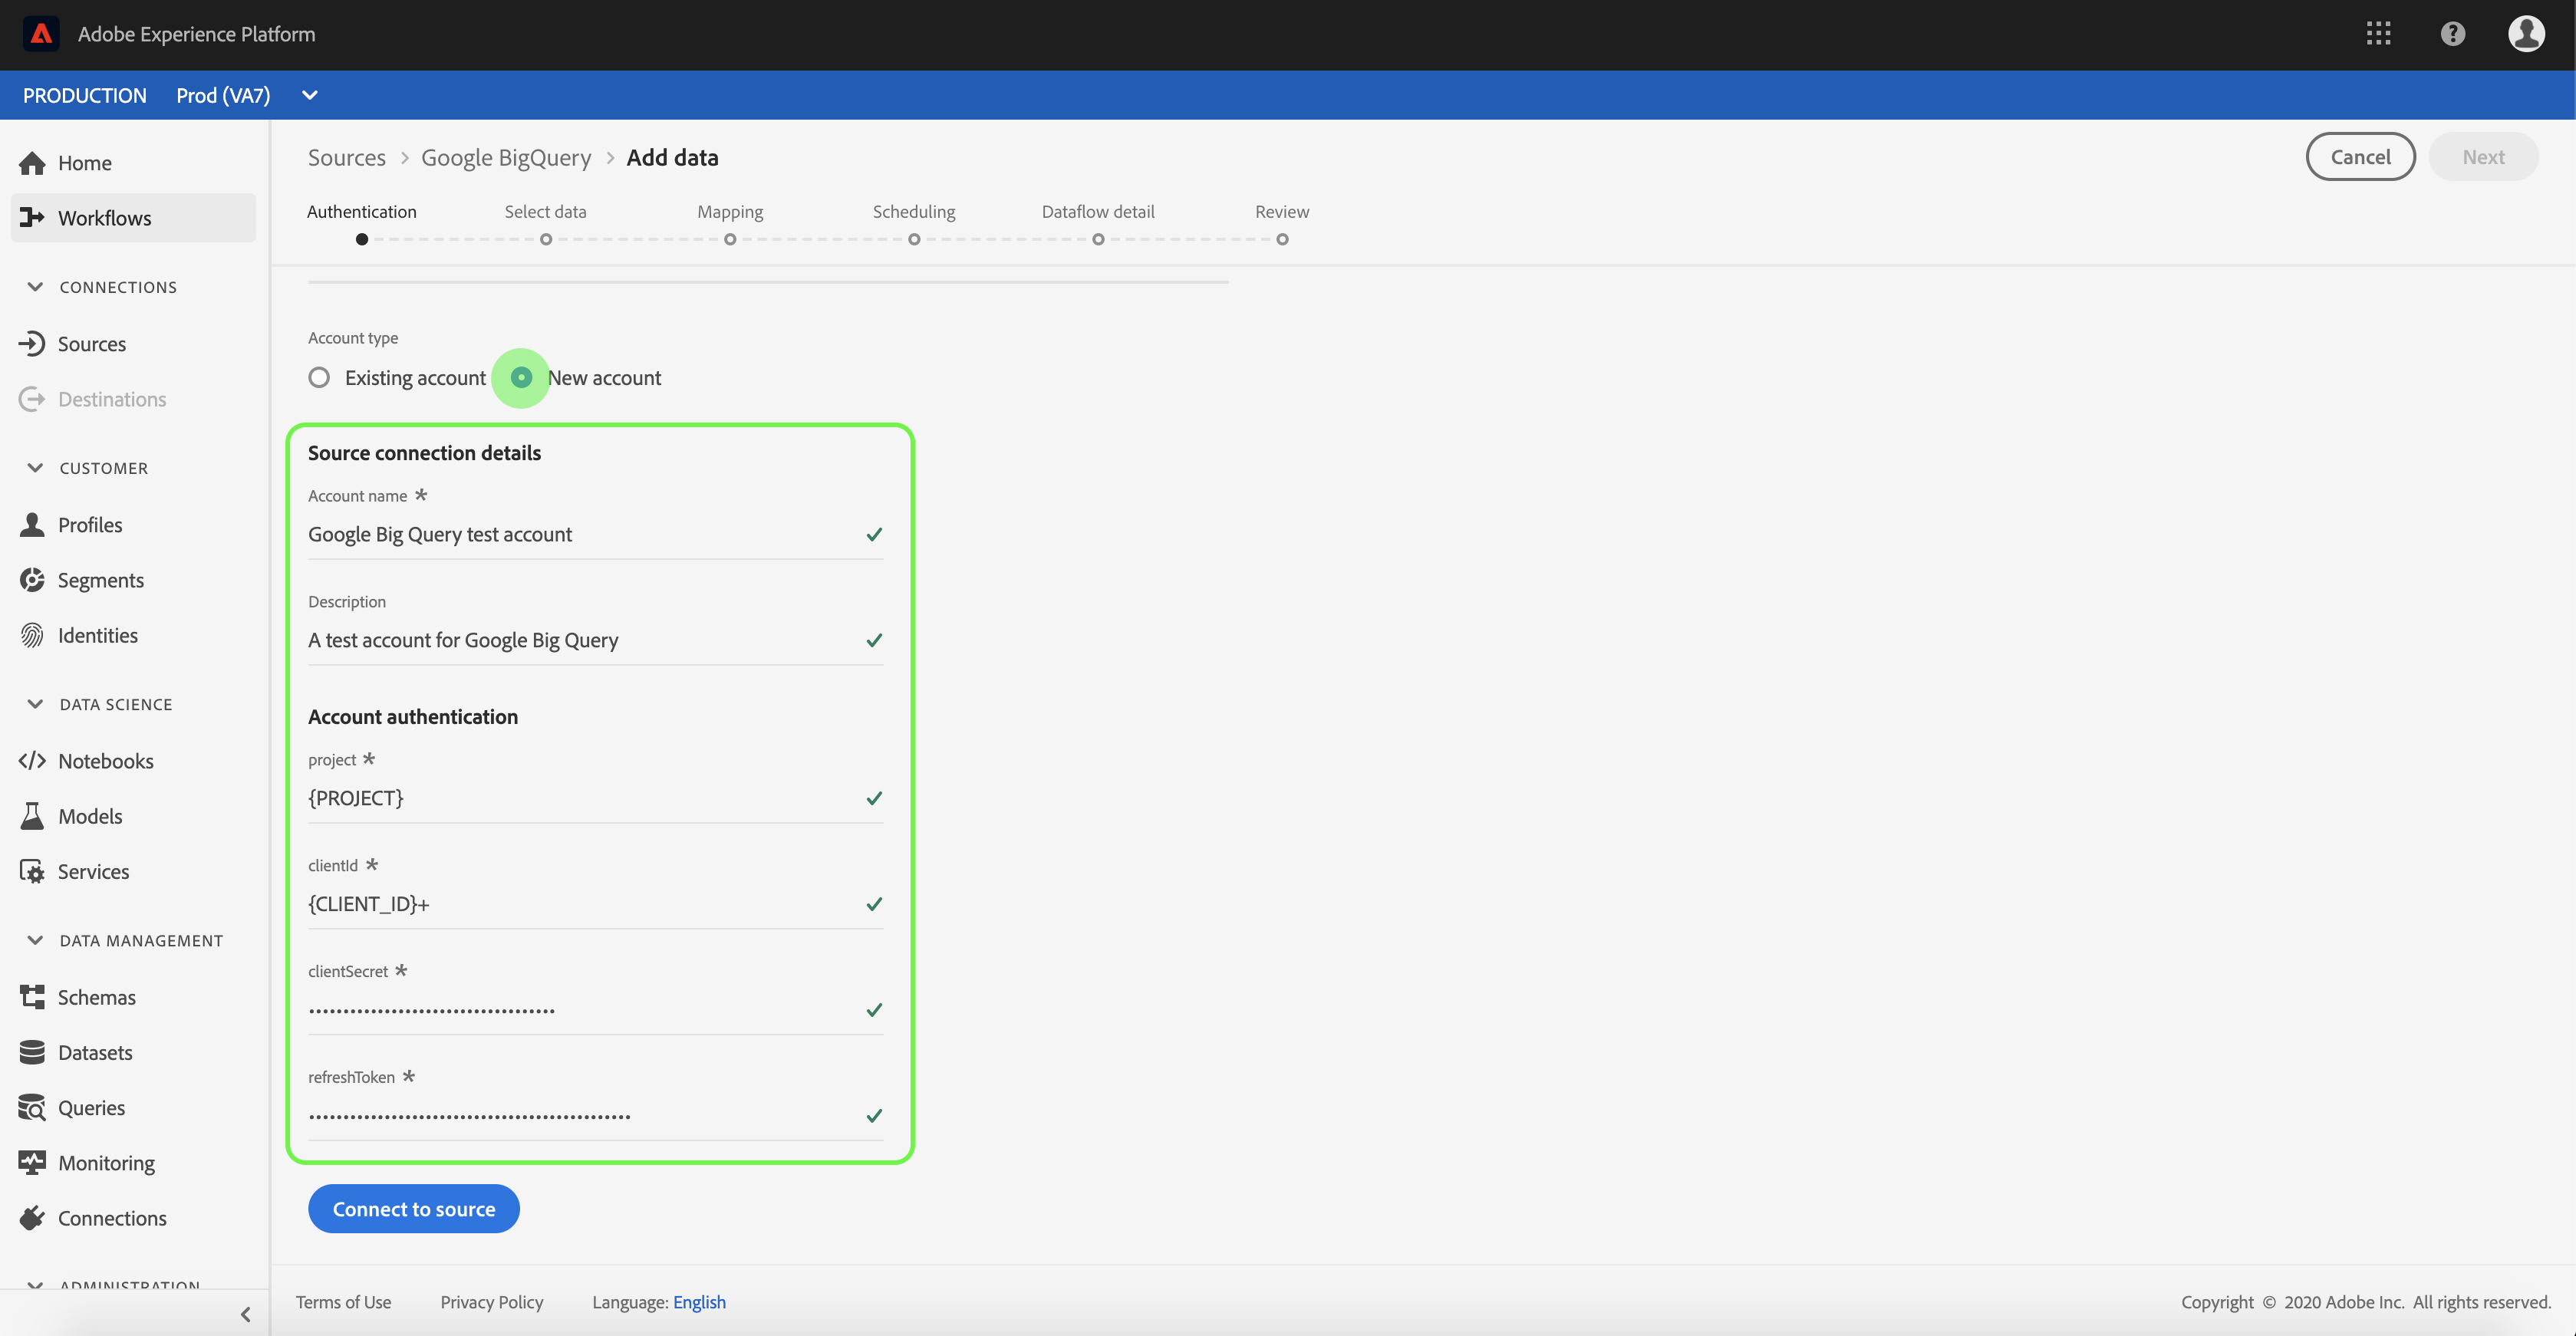 Adobe Experience Platform
PRODUCTION Prod (VA7)
Home
Workflows
CONNECTIONS
Sources
Destinations
CUSTOMER
Profiles
Segments
Identities
DATA SCIENCE
Notebooks
Models
Services
DATA MANAGEMENT
Schemas
Datasets
Queries
Monitoring
Connections
ADMINISTRATION
Sources > Google BigQuery > Add data
Cancel Next
Authentication Select data Mapping Scheduling Dataflow detail Review
Account type
Existing account New account
Source connection details
Account name *
Google Big Query test account
Description
A test account for Google Big Query
Account authentication
project *
{PROJECT}
clientId *
{CLIENT_ID}+
clientSecret *
refreshToken *
Connect to source
Terms of Use Privacy Policy Language: English Copyright © 2020 Adobe Inc. All rights reserved.